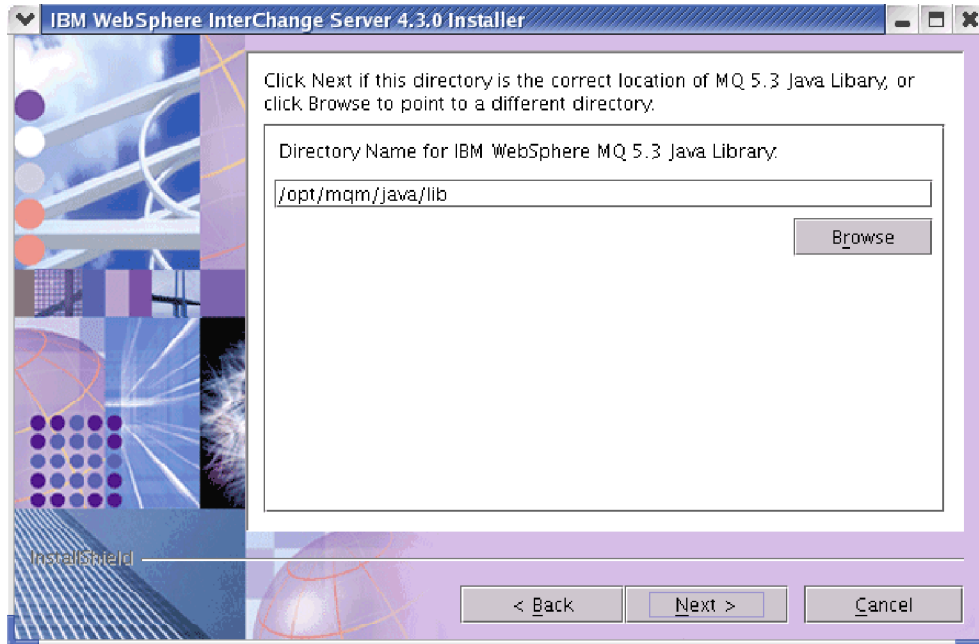 IBM WebSphere InterChange Server 4.3.0 Installer
Click Next if this directory is the correct location of MQ 5.3 Java Libary, or
click Browse to point to a different directory.
Directory Name for IBM WebSphere MQ 5.3 Java Library:
/opt/mqm/java/lib
Browse
InstallShield
< Back
Next >
Cancel